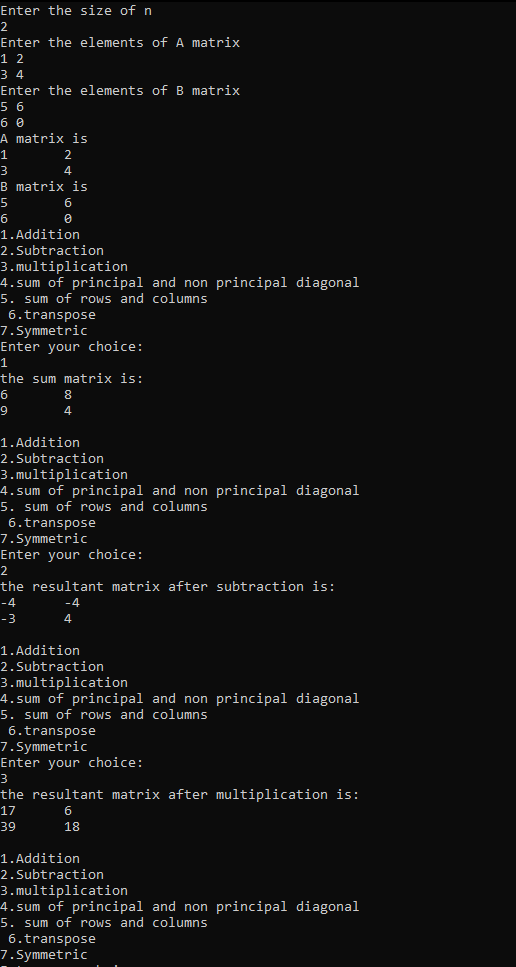 Enter the size of n
2
Enter the elements of A matrix
1 2
3 4
Enter the elements of B matrix
5 6
6 0
A matrix is
1       2
3       4
B matrix is
5       6
6       0
1.Addition
2.Subtraction
3.multiplication
4.sum of principal and non principal diagonal
5. sum of rows and columns
 6.transpose
7.Symmetric
Enter your choice:
1
the sum matrix is:
6       8
9       4

1.Addition
2.Subtraction
3.multiplication
4.sum of principal and non principal diagonal
5. sum of rows and columns
 6.transpose
7.Symmetric
Enter your choice:
2
the resultant matrix after subtraction is:
-4      -4
-3      4

1.Addition
2.Subtraction
3.multiplication
4.sum of principal and non principal diagonal
5. sum of rows and columns
 6.transpose
7.Symmetric
Enter your choice:
3
the resultant matrix after multiplication is:
17      6
39      18

1.Addition
2.Subtraction
3.multiplication
4.sum of principal and non principal diagonal
5. sum of rows and columns
 6.transpose
7.Symmetric